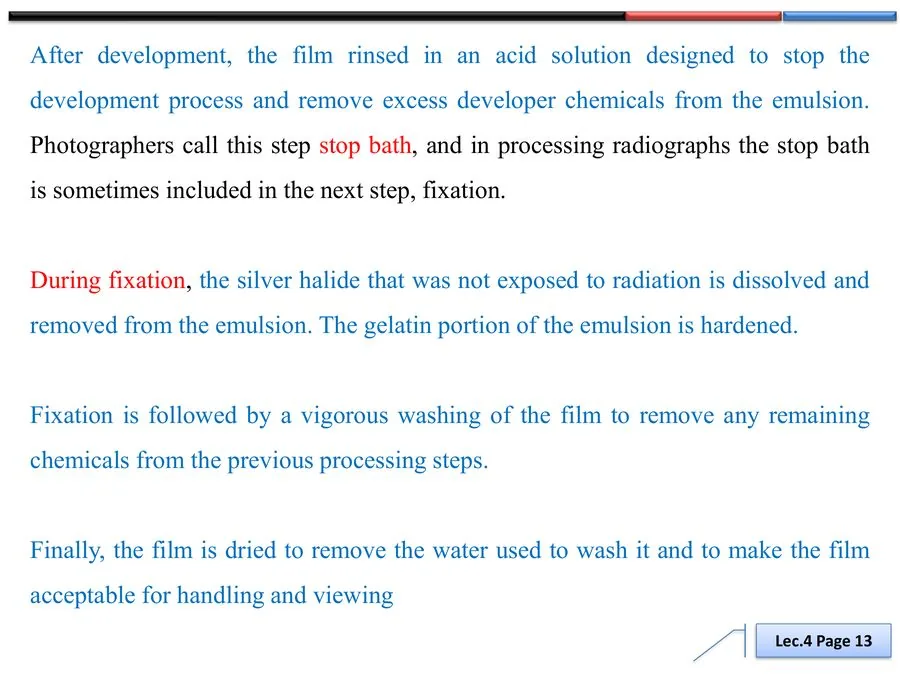 After development, the film rinsed in an acid solution designed to stop the
development process and remove excess developer chemicals from the emulsion.
Photographers call this step stop bath, and in processing radiographs the stop bath
is sometimes included in the next step, fixation.
During fixation, the silver halide that was not exposed to radiation is dissolved and
removed from the emulsion. The gelatin portion of the emulsion is hardened.
Fixation is followed by a vigorous washing of the film to remove any remaining
chemicals from the previous processing steps.
Finally, the film is dried to remove the water used to wash it and to make the film
acceptable for handling and viewing
Lec.4 Page 13